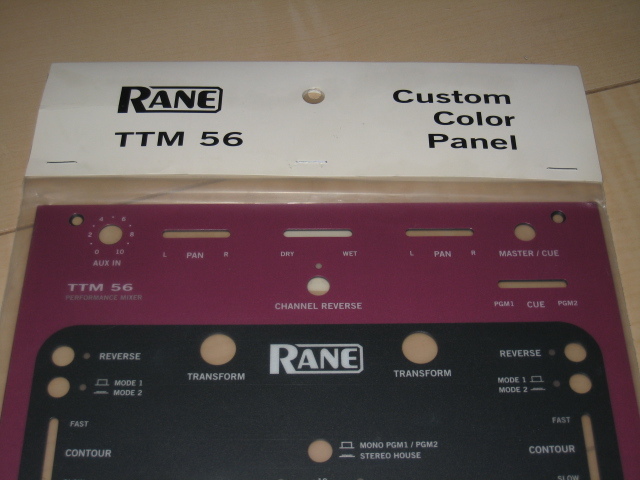 RANE
TTM 56
Custom
Color
Panel
4 6
2 8
0 10
AUX IN
L PAN R
DRY WET
L PAN R
MASTER / CUE
TTM 56
PERFORMANCE MIXER
CHANNEL REVERSE
PGM1 CUE PGM2
REVERSE
TRANSFORM
RANE
TRANSFORM
REVERSE
MODE 1
MODE 2
MODE 1
MODE 2
FAST
FAST
CONTOUR
MONO PGM1 / PGM2
STEREO HOUSE
CONTOUR
SLOW
SLOW